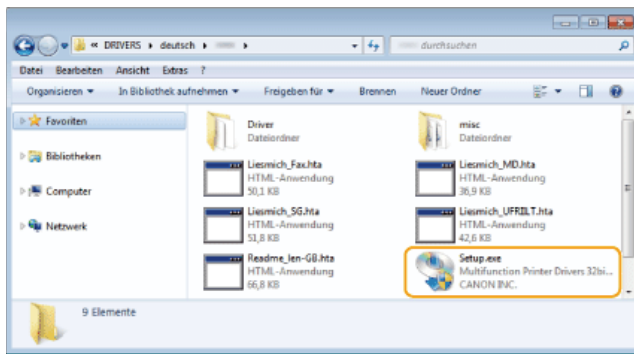 « DRIVERS ▸ deutsch ▸
durchsuchen
Datei Bearbeiten Ansicht Extras ?
Organisieren In Bibliothek aufnehmen Freigeben für Brennen Neuer Ordner
Favoriten
Bibliotheken
Computer
Netzwerk
Driver
Dateiordner
misc
Dateiordner
Liesmich_Fax.hta
HTML-Anwendung
50,1 KB
Liesmich_MD.hta
HTML-Anwendung
36,9 KB
Liesmich_SG.hta
HTML-Anwendung
51,8 KB
Liesmich_UFRILT.hta
HTML-Anwendung
42,6 KB
Readme_len-GB.hta
HTML-Anwendung
66,8 KB
Setup.exe
Multifunction Printer Drivers 32bi...
CANON INC.
9 Elemente